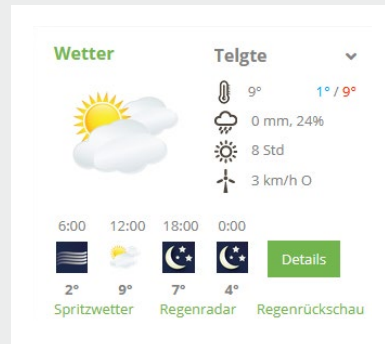 Wetter Telgte
9° 1° / 9°
0 mm, 24%
8 Std
3 km/h O
6:00 12:00 18:00 0:00
Details
2° 9° 7° 4°
Spritzwetter Regenradar Regenrückschau